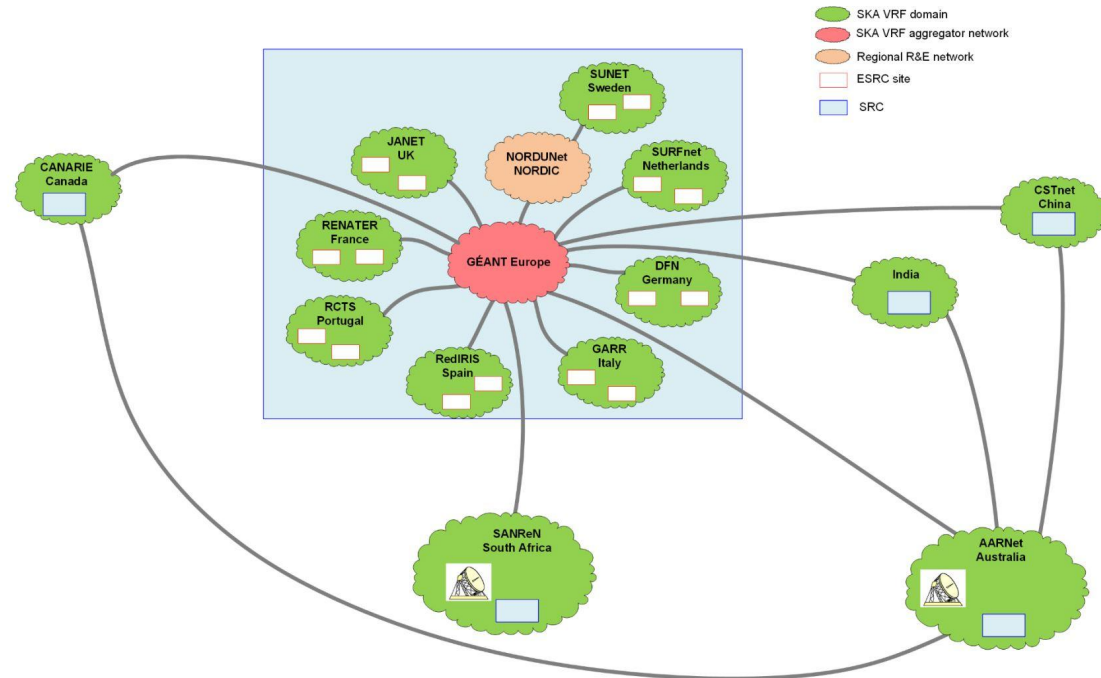 SKA VRF domain
SKA VRF aggregator network
Regional R&E network
ESRC site
SRC
SUNET
Sweden
JANET
UK
NORDUNet
NORDIC
SURFnet
Netherlands
CANARIE
Canada
CSTnet
China
RENATER
France
GÉANT Europe
DFN
Germany
India
RCTS
Portugal
RedIRIS
Spain
GARR
Italy
SANReN
South Africa
AARNet
Australia